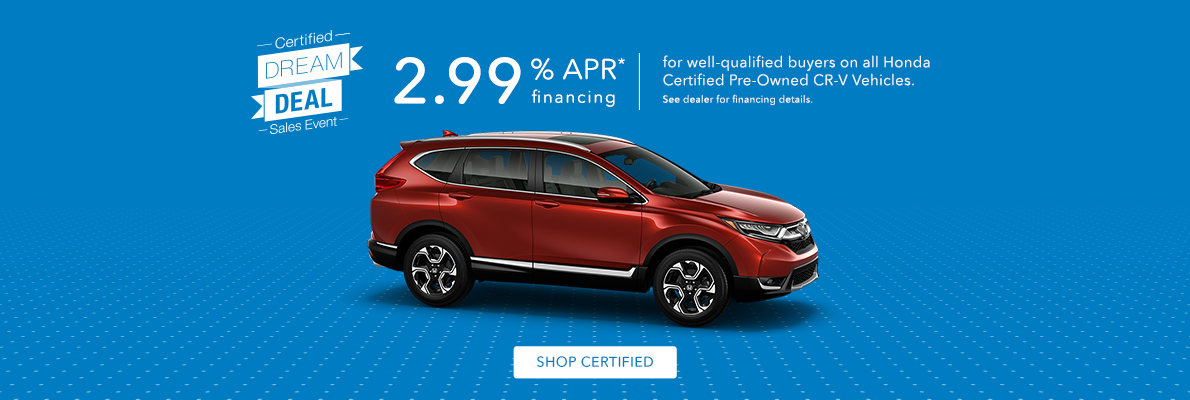 Certified
DREAM
DEAL
Sales Event
2.99 % APR*
financing
for well-qualified buyers on all Honda
Certified Pre-Owned CR-V Vehicles.
See dealer for financing details.
SHOP CERTIFIED